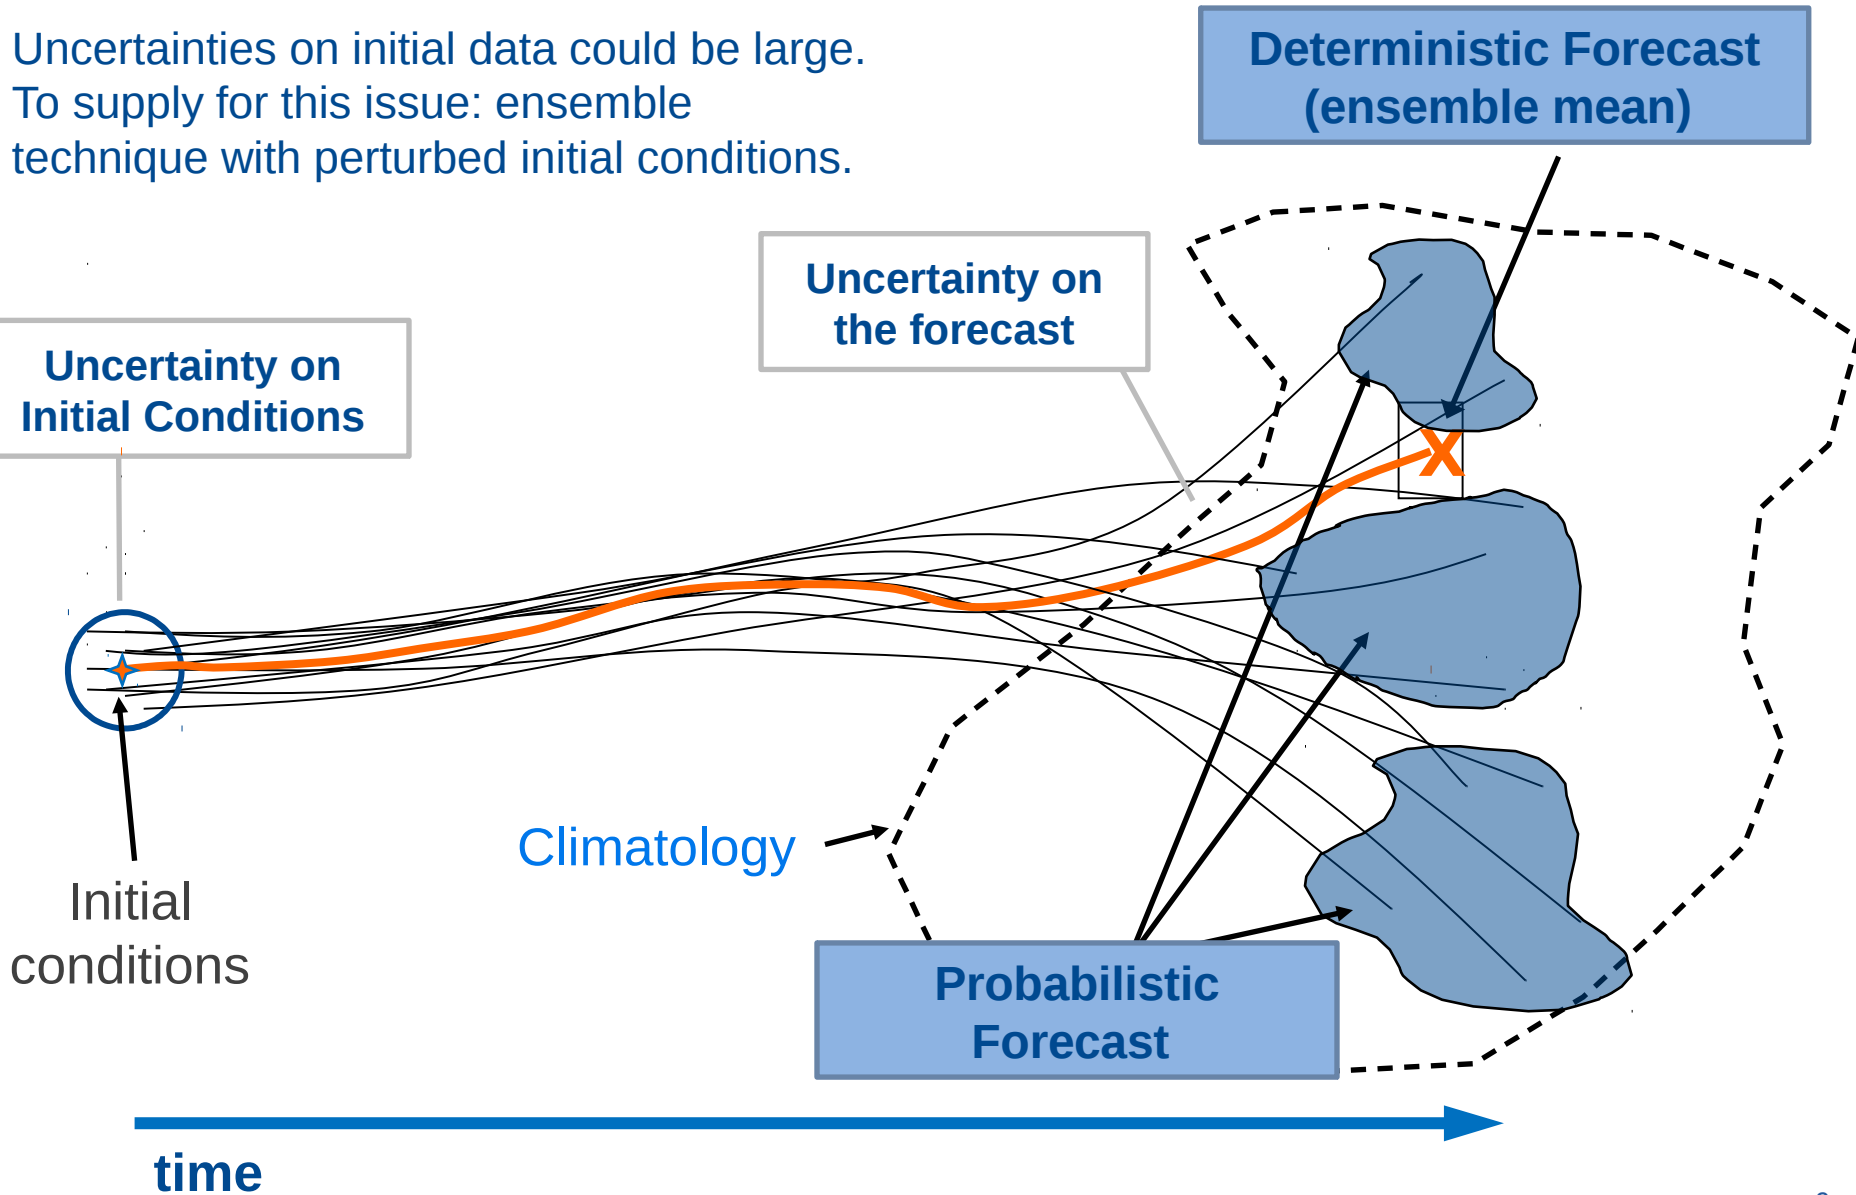 Uncertainties on initial data could be large.
To supply for this issue: ensemble
technique with perturbed initial conditions.
Deterministic Forecast
(ensemble mean)
Uncertainty on
the forecast
Uncertainty on
Initial Conditions
X
Climatology
Initial
conditions
Probabilistic
Forecast
time